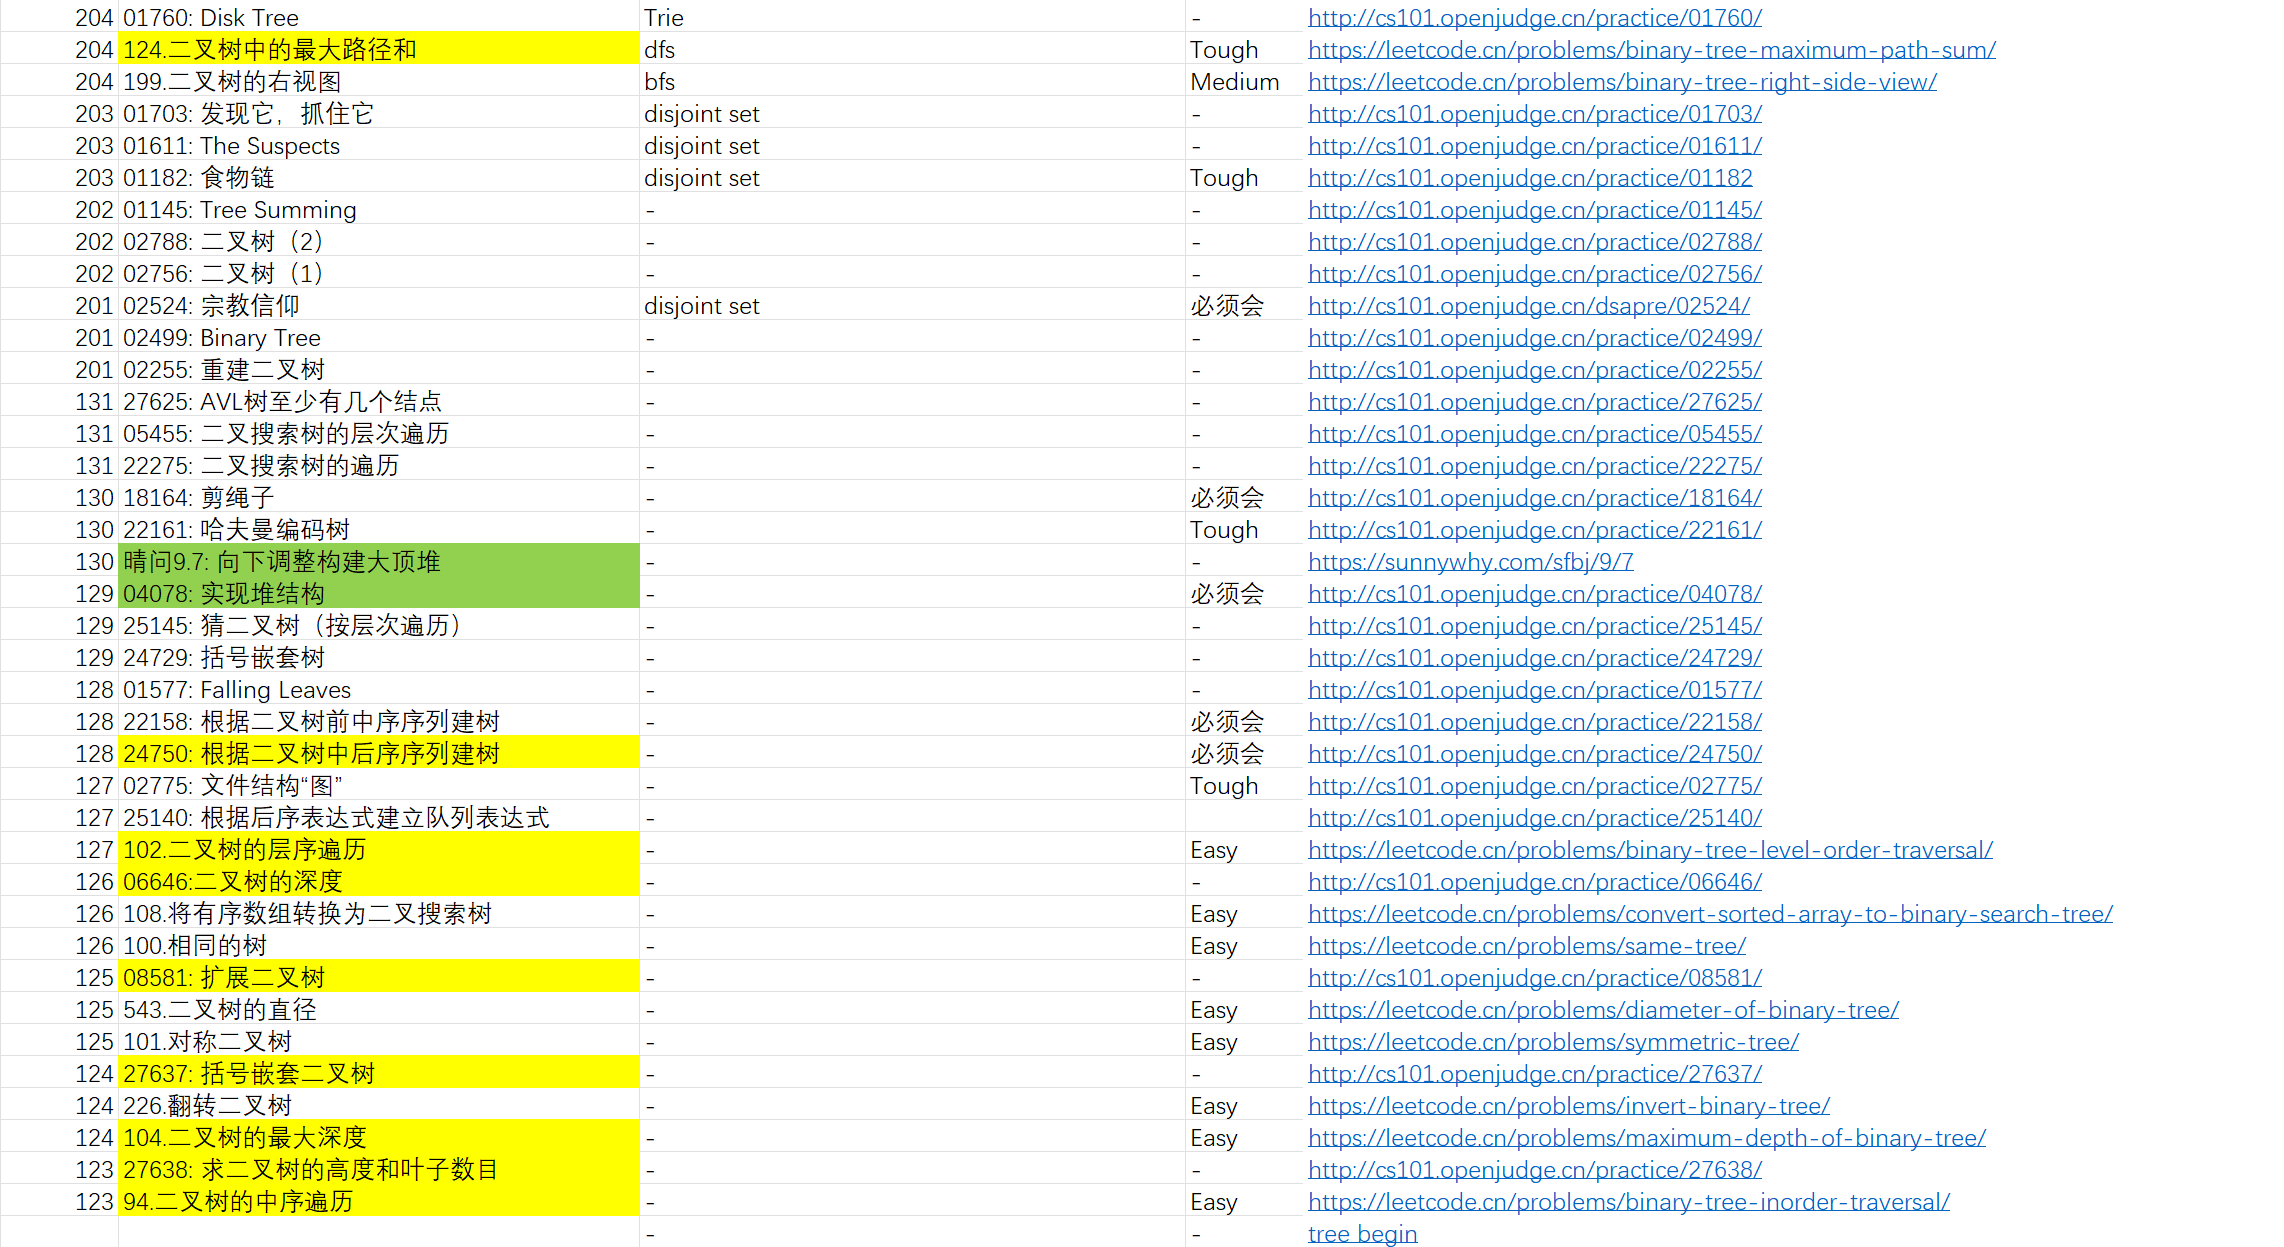 204 01760: Disk Tree Trie - http://cs101.openjudge.cn/practice/01760/
204 124.二叉树中的最大路径和 dfs Tough https://leetcode.cn/problems/binary-tree-maximum-path-sum/
204 199.二叉树的右视图 bfs Medium https://leetcode.cn/problems/binary-tree-right-side-view/
203 01703: 发现它，抓住它 disjoint set - http://cs101.openjudge.cn/practice/01703/
203 01611: The Suspects disjoint set - http://cs101.openjudge.cn/practice/01611/
203 01182: 食物链 disjoint set Tough http://cs101.openjudge.cn/practice/01182
202 01145: Tree Summing - - http://cs101.openjudge.cn/practice/01145/
202 02788: 二叉树（2） - - http://cs101.openjudge.cn/practice/02788/
202 02756: 二叉树（1） - - http://cs101.openjudge.cn/practice/02756/
201 02524: 宗教信仰 disjoint set 必须会 http://cs101.openjudge.cn/dsapre/02524/
201 02499: Binary Tree - - http://cs101.openjudge.cn/practice/02499/
201 02255: 重建二叉树 - - http://cs101.openjudge.cn/practice/02255/
131 27625: AVL树至少有几个结点 - - http://cs101.openjudge.cn/practice/27625/
131 05455: 二叉搜索树的层次遍历 - - http://cs101.openjudge.cn/practice/05455/
131 22275: 二叉搜索树的遍历 - - http://cs101.openjudge.cn/practice/22275/
130 18164: 剪绳子 - 必须会 http://cs101.openjudge.cn/practice/18164/
130 22161: 哈夫曼编码树 - Tough http://cs101.openjudge.cn/practice/22161/
130 晴问9.7: 向下调整构建大顶堆 - - https://sunnywhy.com/sfbj/9/7
129 04078: 实现堆结构 - 必须会 http://cs101.openjudge.cn/practice/04078/
129 25145: 猜二叉树（按层次遍历） - - http://cs101.openjudge.cn/practice/25145/
129 24729: 括号嵌套树 - - http://cs101.openjudge.cn/practice/24729/
128 01577: Falling Leaves - - http://cs101.openjudge.cn/practice/01577/
128 22158: 根据二叉树前中序序列建树 - 必须会 http://cs101.openjudge.cn/practice/22158/
128 24750: 根据二叉树中后序序列建树 - 必须会 http://cs101.openjudge.cn/practice/24750/
127 02775: 文件结构“图” - Tough http://cs101.openjudge.cn/practice/02775/
127 25140: 根据后序表达式建立队列表达式 - http://cs101.openjudge.cn/practice/25140/
127 102.二叉树的层序遍历 - Easy https://leetcode.cn/problems/binary-tree-level-order-traversal/
126 06646:二叉树的深度 - - http://cs101.openjudge.cn/practice/06646/
126 108.将有序数组转换为二叉搜索树 - Easy https://leetcode.cn/problems/convert-sorted-array-to-binary-search-tree/
126 100.相同的树 - Easy https://leetcode.cn/problems/same-tree/
125 08581: 扩展二叉树 - - http://cs101.openjudge.cn/practice/08581/
125 543.二叉树的直径 - Easy https://leetcode.cn/problems/diameter-of-binary-tree/
125 101.对称二叉树 - Easy https://leetcode.cn/problems/symmetric-tree/
124 27637: 括号嵌套二叉树 - - http://cs101.openjudge.cn/practice/27637/
124 226.翻转二叉树 - Easy https://leetcode.cn/problems/invert-binary-tree/
124 104.二叉树的最大深度 - Easy https://leetcode.cn/problems/maximum-depth-of-binary-tree/
123 27638: 求二叉树的高度和叶子数目 - - http://cs101.openjudge.cn/practice/27638/
123 94.二叉树的中序遍历 - Easy https://leetcode.cn/problems/binary-tree-inorder-traversal/
- - tree begin